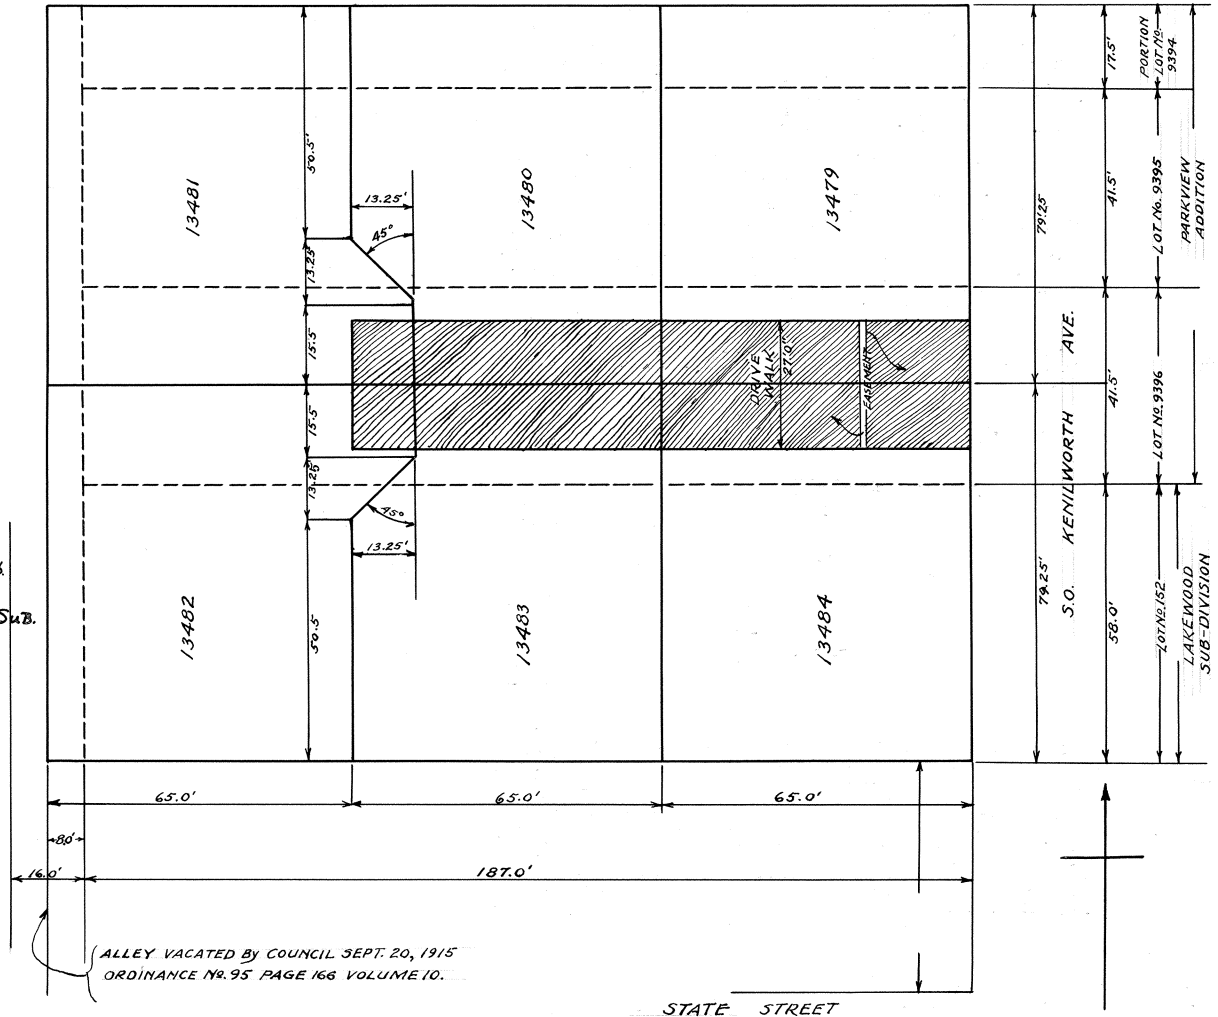 50.5'
13.25'
15.5'
15.5'
13.25'
50.5'
13.25'
45°
45°
13.25'
13481
13480
13479
13482
13483
13484
DRIVE
WALK
27.0'
EASEMENT
79.25
79.25'
S.O. KENILWORTH AVE.
17.5'
41.5'
41.5'
58.0'
PORTION
LOT No.
9394
LOT No. 9395
LOT No. 9396
LOT No. 152
PARKVIEW
ADDITION
LAKEWOOD
SUB-DIVISION
SUB.
65.0'
65.0'
65.0'
8.0'
16.0'
187.0'
ALLEY VACATED By COUNCIL SEPT. 20, 1915
ORDINANCE No. 95 PAGE 166 VOLUME 10.
STATE STREET